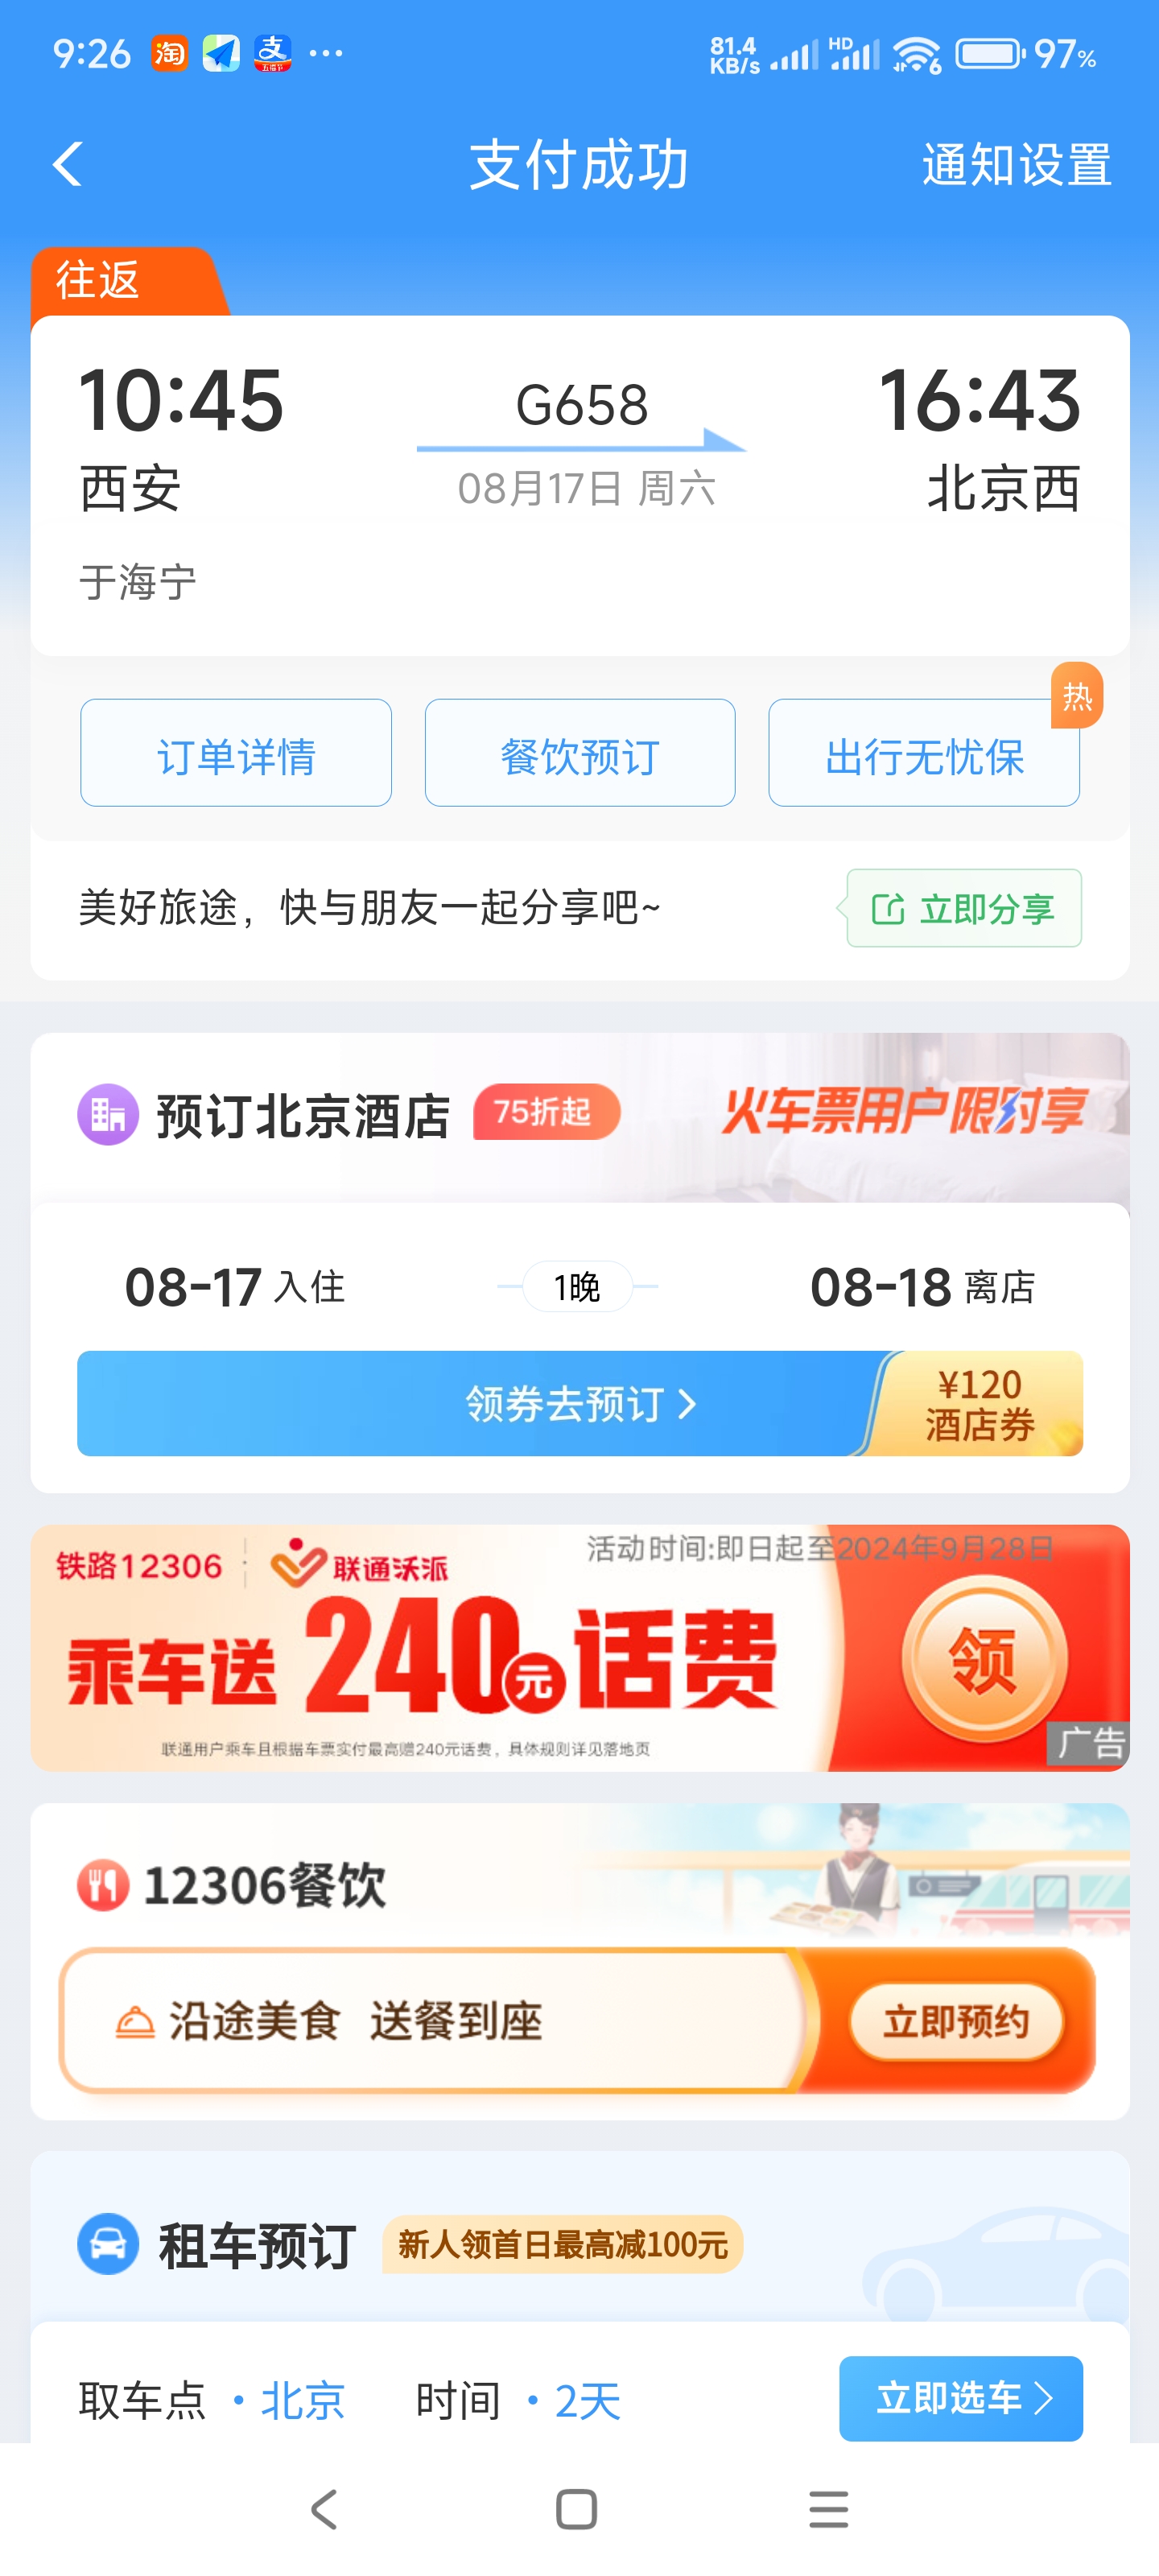 9:26 淘 支 五福节 ... 81.4 KB/s HD 6 97%
支付成功 通知设置
往返
10:45 G658 16:43
西安 08月17日 周六 北京西
于海宁
热
订单详情 餐饮预订 出行无忧保
美好旅途，快与朋友一起分享吧~ 立即分享
预订北京酒店 75折起 火车票用户限时享
08-17 入住 1晚 08-18 离店
领券去预订 > ¥120
酒店券
活动时间:即日起至2024年9月28日
铁路12306 联通沃派
乘车送 240元 话费 领
联通用户乘车且根据车票实付最高赠240元话费，具体规则详见落地页
广告
12306餐饮
沿途美食 送餐到座 立即预约
租车预订 新人领首日最高减100元
取车点 · 北京 时间 · 2天 立即选车 >